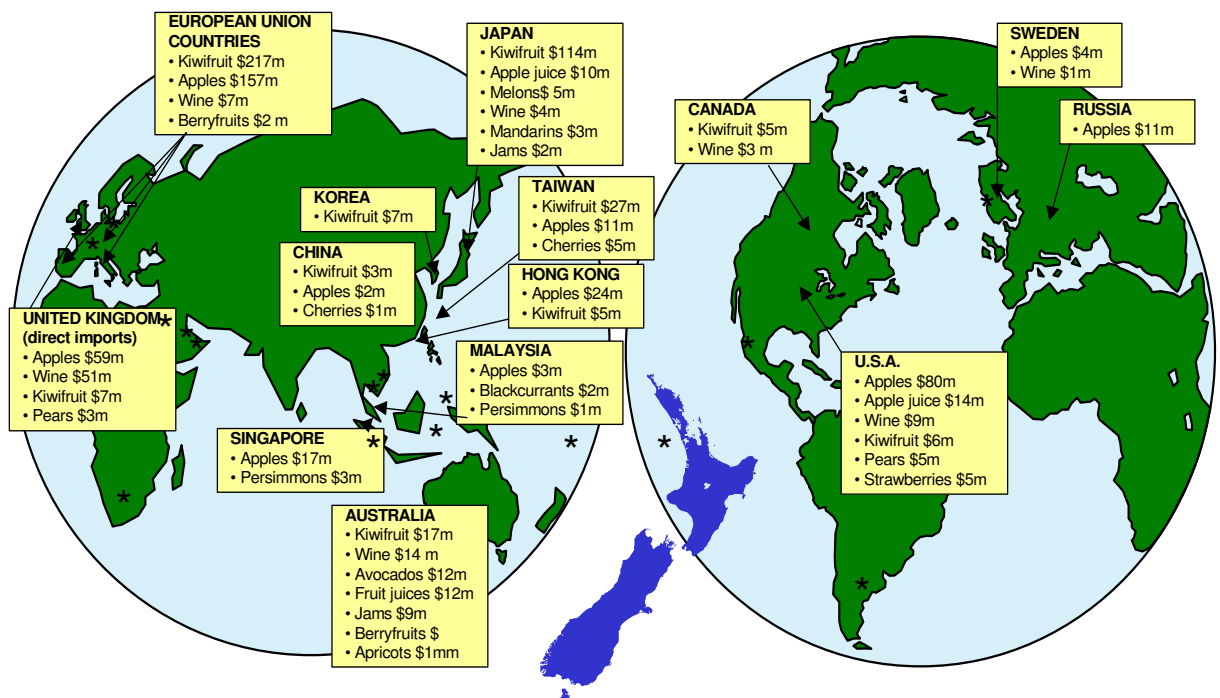 EUROPEAN UNION
COUNTRIES
• Kiwifruit $217m
• Apples $157m
• Wine $7m
• Berryfruits $2 m
JAPAN
• Kiwifruit $114m
• Apple juice $10m
• Melons$ 5m
• Wine $4m
• Mandarins $3m
• Jams $2m
SWEDEN
• Apples $4m
• Wine $1m
CANADA
• Kiwifruit $5m
• Wine $3 m
RUSSIA
• Apples $11m
KOREA
• Kiwifruit $7m
TAIWAN
• Kiwifruit $27m
• Apples $11m
• Cherries $5m
CHINA
• Kiwifruit $3m
• Apples $2m
• Cherries $1m
HONG KONG
• Apples $24m
• Kiwifruit $5m
UNITED KINGDOM
(direct imports)
• Apples $59m
• Wine $51m
• Kiwifruit $7m
• Pears $3m
MALAYSIA
• Apples $3m
• Blackcurrants $2m
• Persimmons $1m
U.S.A.
• Apples $80m
• Apple juice $14m
• Wine $9m
• Kiwifruit $6m
• Pears $5m
• Strawberries $5m
SINGAPORE
• Apples $17m
• Persimmons $3m
AUSTRALIA
• Kiwifruit $17m
• Wine $14 m
• Avocados $12m
• Fruit juices $12m
• Jams $9m
• Berryfruits $
• Apricots $1mm